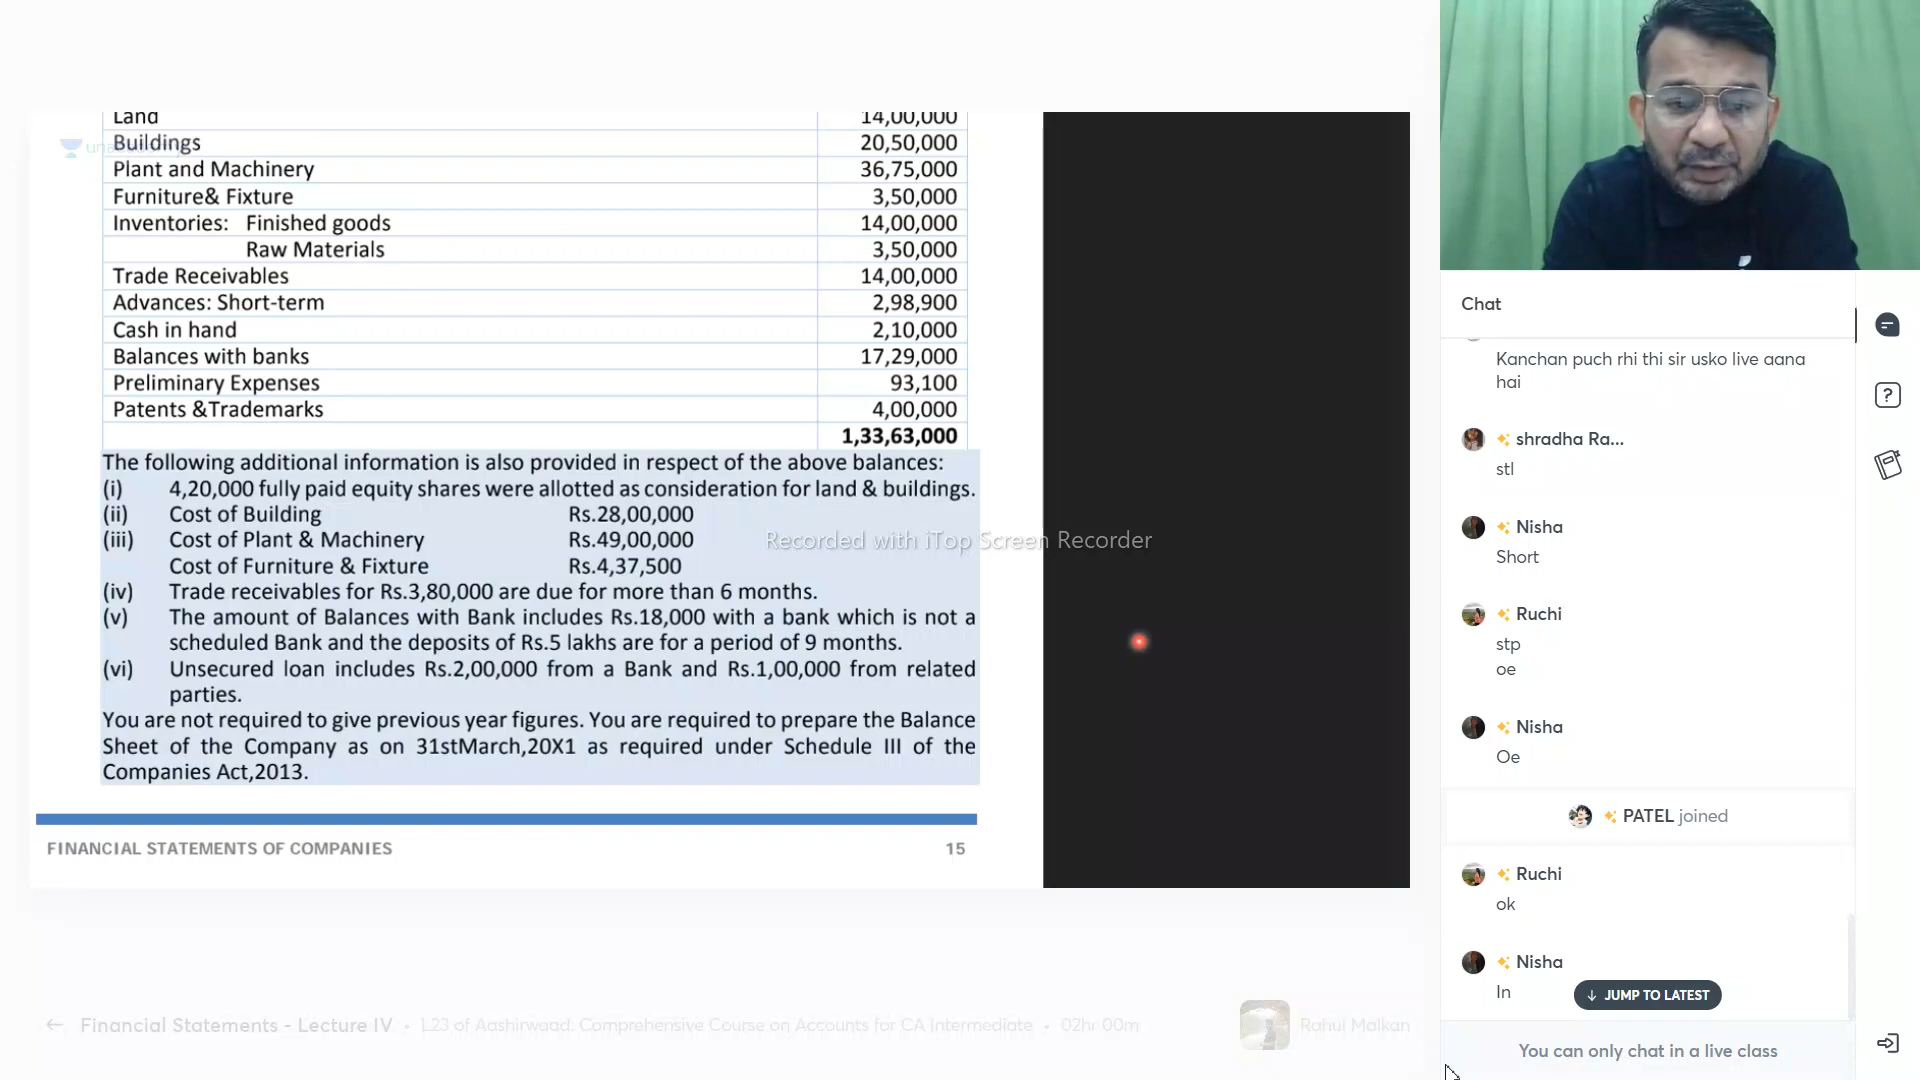 Land 14,00,000
Buildings 20,50,000
Plant and Machinery 36,75,000
Furniture& Fixture 3,50,000
Inventories: Finished goods 14,00,000
Raw Materials 3,50,000
Trade Receivables 14,00,000
Advances: Short-term 2,98,900
Cash in hand 2,10,000
Balances with banks 17,29,000
Preliminary Expenses 93,100
Patents &Trademarks 4,00,000
1,33,63,000
The following additional information is also provided in respect of the above balances:
(i) 4,20,000 fully paid equity shares were allotted as consideration for land & buildings.
(ii) Cost of Building Rs.28,00,000
(iii) Cost of Plant & Machinery Rs.49,00,000
Cost of Furniture & Fixture Rs.4,37,500
(iv) Trade receivables for Rs.3,80,000 are due for more than 6 months.
(v) The amount of Balances with Bank includes Rs.18,000 with a bank which is not a
scheduled Bank and the deposits of Rs.5 lakhs are for a period of 9 months.
(vi) Unsecured loan includes Rs.2,00,000 from a Bank and Rs.1,00,000 from related
parties.
You are not required to give previous year figures. You are required to prepare the Balance
Sheet of the Company as on 31stMarch,20X1 as required under Schedule III of the
Companies Act,2013.
FINANCIAL STATEMENTS OF COMPANIES 15
Recorded with iTop Screen Recorder
Financial Statements - Lecture IV • L23 of Aashirwaad: Comprehensive Course on Accounts for CA Intermediate • 02hr 00m
Rahul Malkan
Chat
Kanchan puch rhi thi sir usko live aana
hai
shradha Ra...
stl
Nisha
Short
Ruchi
stp
oe
Nisha
Oe
PATEL joined
Ruchi
ok
Nisha
In
JUMP TO LATEST
You can only chat in a live class